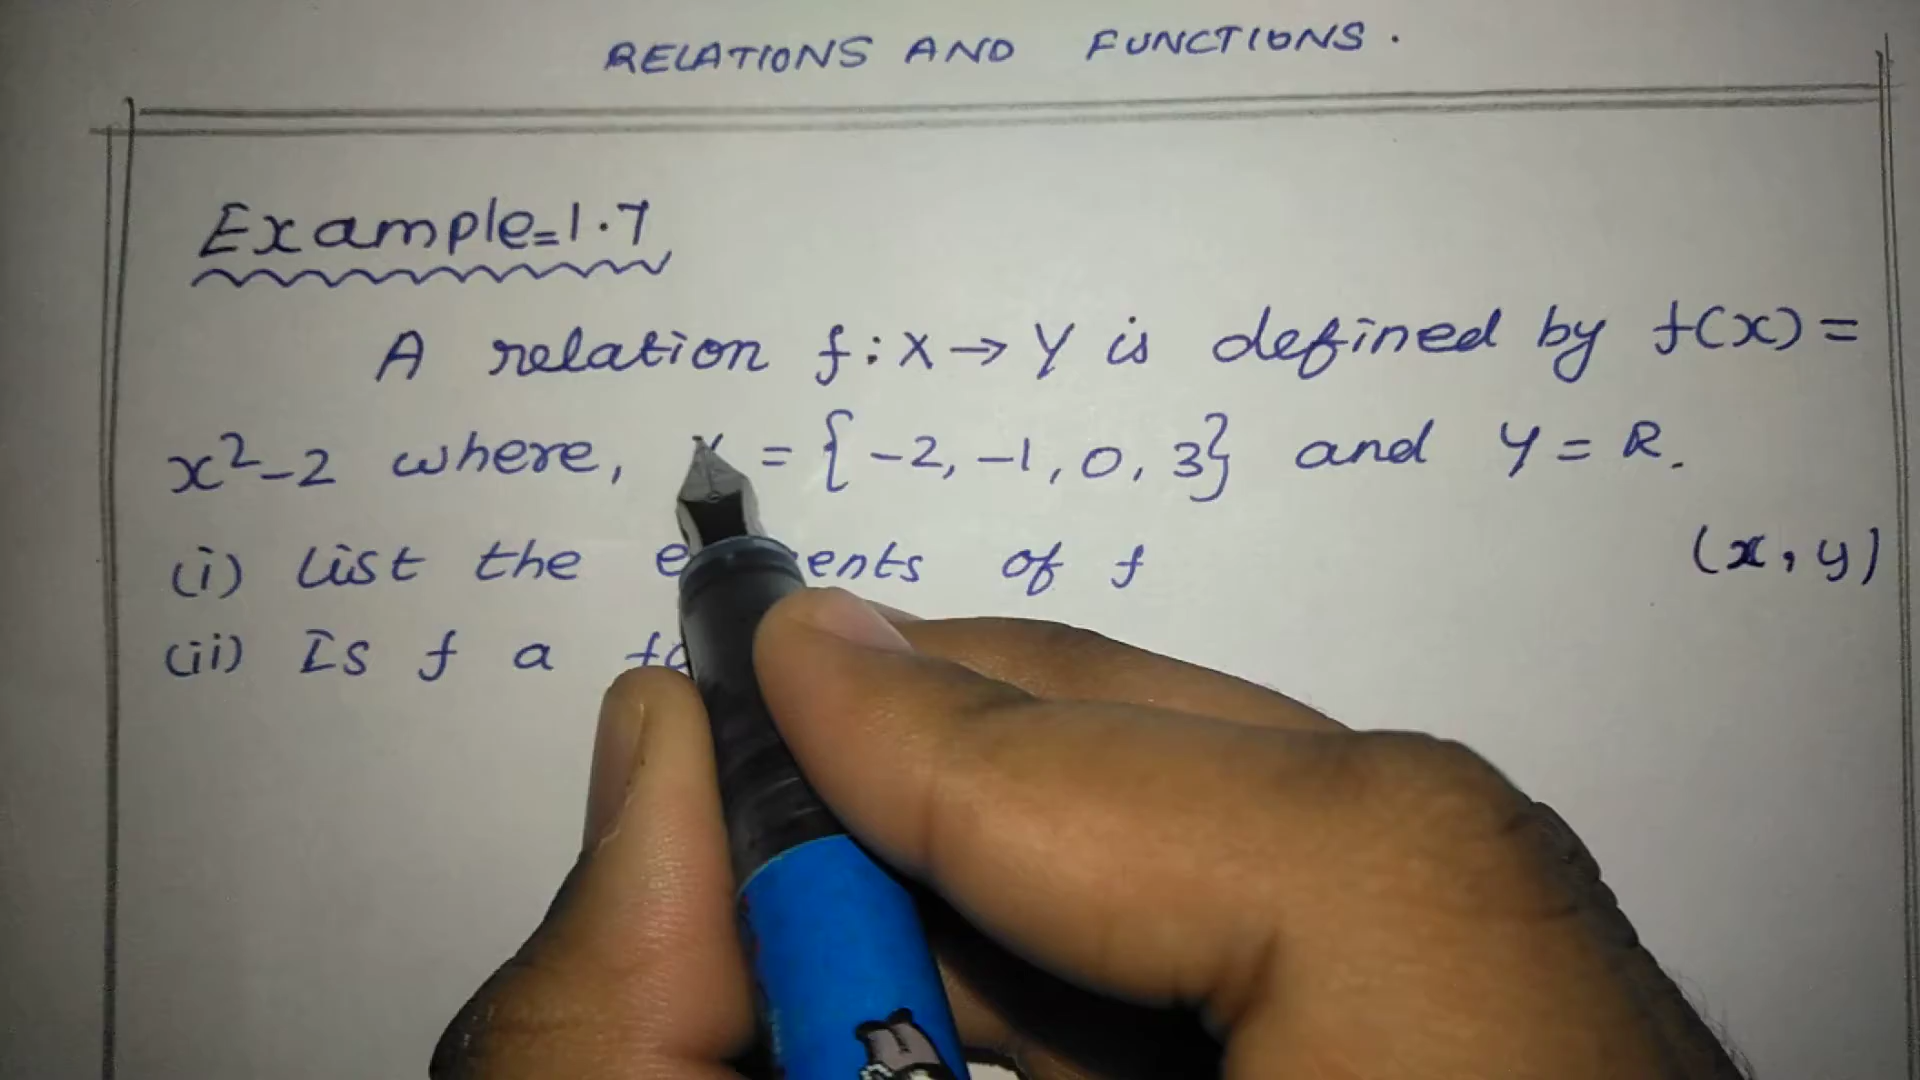 RELATIONS AND FUNCTIONS.
Example=1.7
A relation f:X→Y is defined by f(x)=
x²-2 where, = {-2, -1, 0, 3} and Y = R.
(i) List the of f
(x, y)
(ii) Is f a